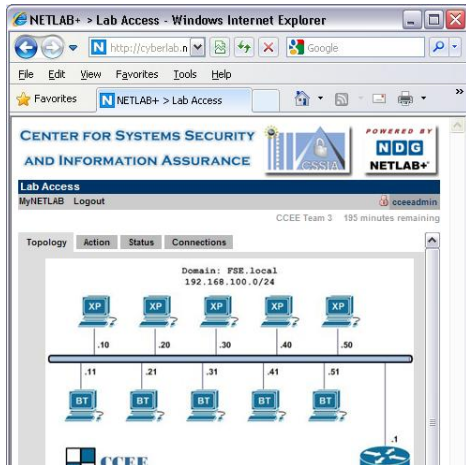 NETLAB+ > Lab Access - Windows Internet Explorer
N http://cyberlab.n
Google
File Edit View Favorites Tools Help
Favorites N NETLAB+ > Lab Access
CENTER FOR SYSTEMS SECURITY
AND INFORMATION ASSURANCE
CSSIA
POWERED BY
NDG
NETLAB+
Lab Access
MyNETLAB Logout cceeadmin
CCEE Team 3 195 minutes remaining
Topology Action Status Connections
Domain: FSE.local
192.168.100.0/24
XP XP XP XP XP
.10 .20 .30 .40 .50
.11 .21 .31 .41 .51
BT BT BT BT BT
.1
CCEE